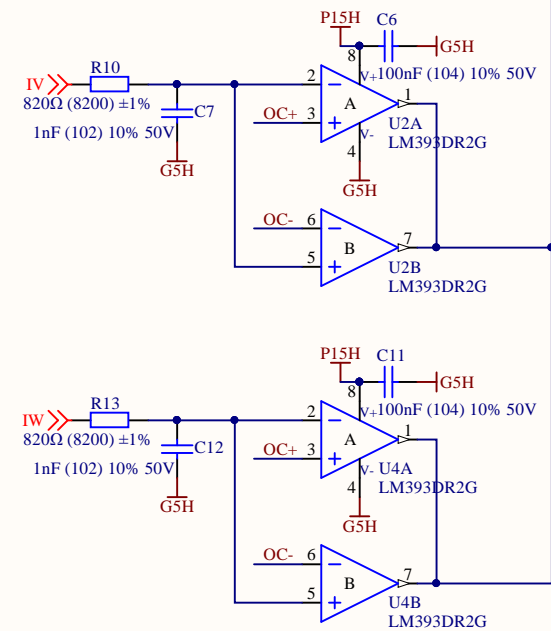 P15H
C6
G5H
8
V+
100nF (104) 10% 50V
IV
R10
820Ω (8200) ±1%
2
A
1
C7
OC+
3
U2A
LM393DR2G
1nF (102) 10% 50V
V-
4
G5H
G5H
OC-
6
B
7
5
U2B
LM393DR2G
P15H
C11
G5H
8
V+
100nF (104) 10% 50V
IW
R13
820Ω (8200) ±1%
2
A
1
C12
OC+
3
1nF (102) 10% 50V
V-
U4A
4
LM393DR2G
G5H
G5H
OC-
6
B
7
5
U4B
LM393DR2G